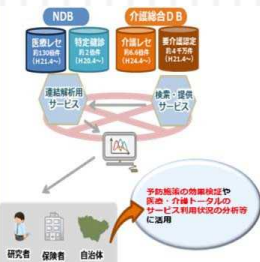 NDB
介護総合DB
医療レセ
約130億件
(H21.4~)
特定健診
約2億件
(H20.4~)
介護レセ
約6.6億件
(H24.4~)
要介護認定
約4千万件
(H21.4~)
連結解析用
サービス
検索・提供
サービス
予防施策の効果検証や
医療・介護トータルの
サービス利用状況の分析等
に活用
研究者
保険者
自治体